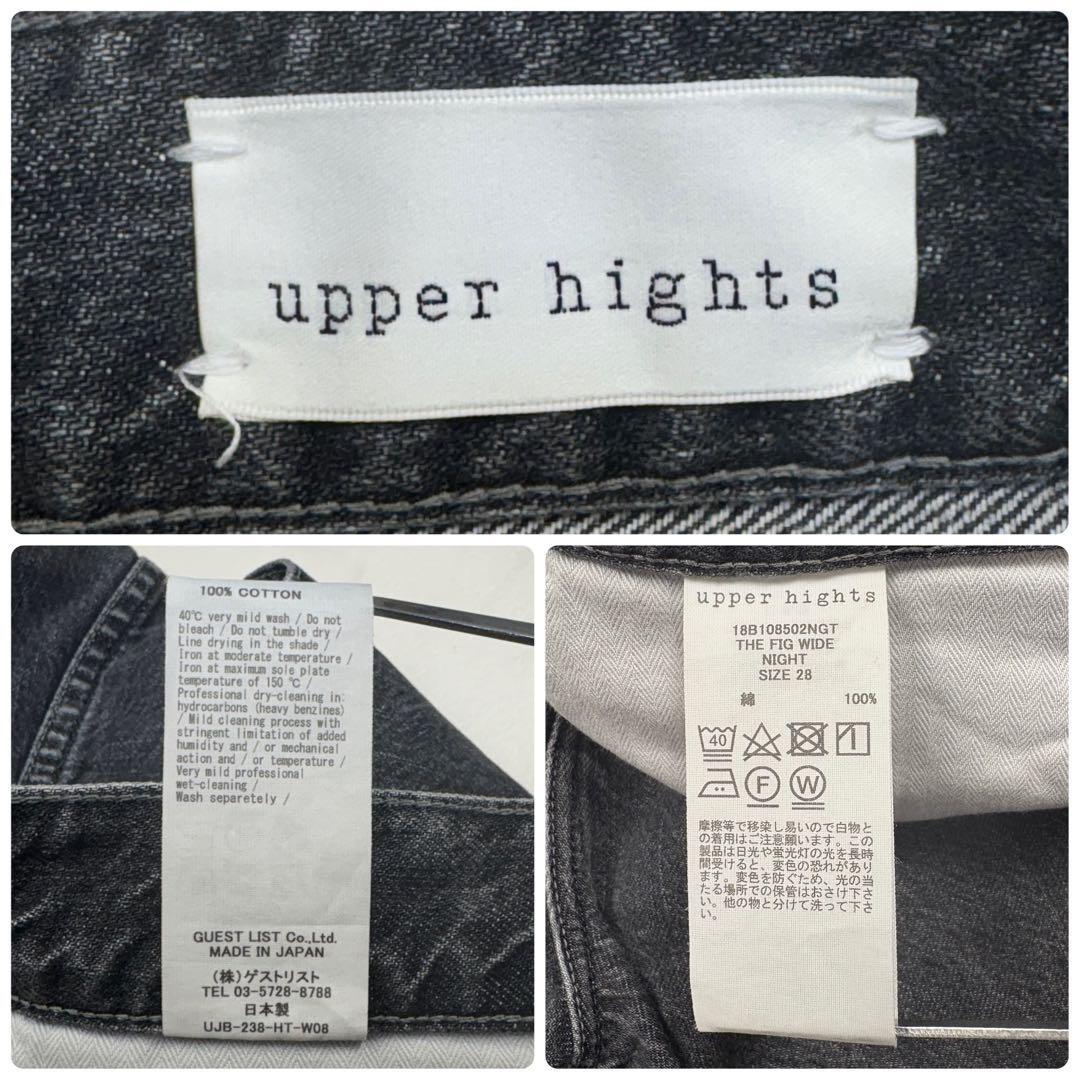 upper hights
100% COTTON
40℃ very mild wash / Do not
bleach / Do not tumble dry /
Line drying in the shade /
Iron at moderate temperature /
Iron at maximum sole plate
temperature of 150 ℃ /
Professional dry-cleaning in
hydrocarbons (heavy benzines)
/ Mild cleaning process with
stringent limitation of added
humidity and / or mechanical
action and / or temperature /
Very mild professional
wet-cleaning /
Wash separetely /
GUEST LIST Co.,Ltd.
MADE IN JAPAN
(株)ゲストリスト
TEL 03-5728-8788
日本製
UJB-238-HT-W08
upper hights
18B108502NGT
THE FIG WIDE
NIGHT
SIZE 28
綿 100%
40
F W
摩擦等で移染し易いので白物と
の着用はご注意願います。この
製品は日光や蛍光灯の光を長時
間受けると、変色の恐れがあり
ます。変色を防ぐため、光の当
たる場所での保管はおさけ下さ
い。他の物と分けて洗って下さ
い。